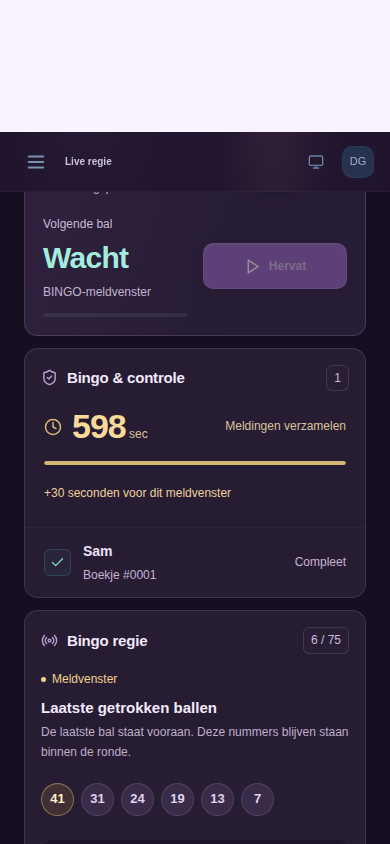 Live regie
DG
Volgende bal
Wacht
Hervat
BINGO-meldvenster
Bingo & controle
1
598 sec
Meldingen verzamelen
+30 seconden voor dit meldvenster
Sam
Boekje #0001
Compleet
Bingo regie
6 / 75
Meldvenster
Laatste getrokken ballen
De laatste bal staat vooraan. Deze nummers blijven staan
binnen de ronde.
41 31 24 19 13 7